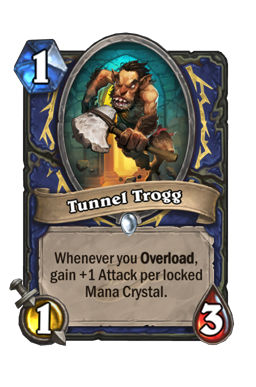 1
Tunnel Trogg
Whenever you Overload,
gain +1 Attack per locked
Mana Crystal.
1
3